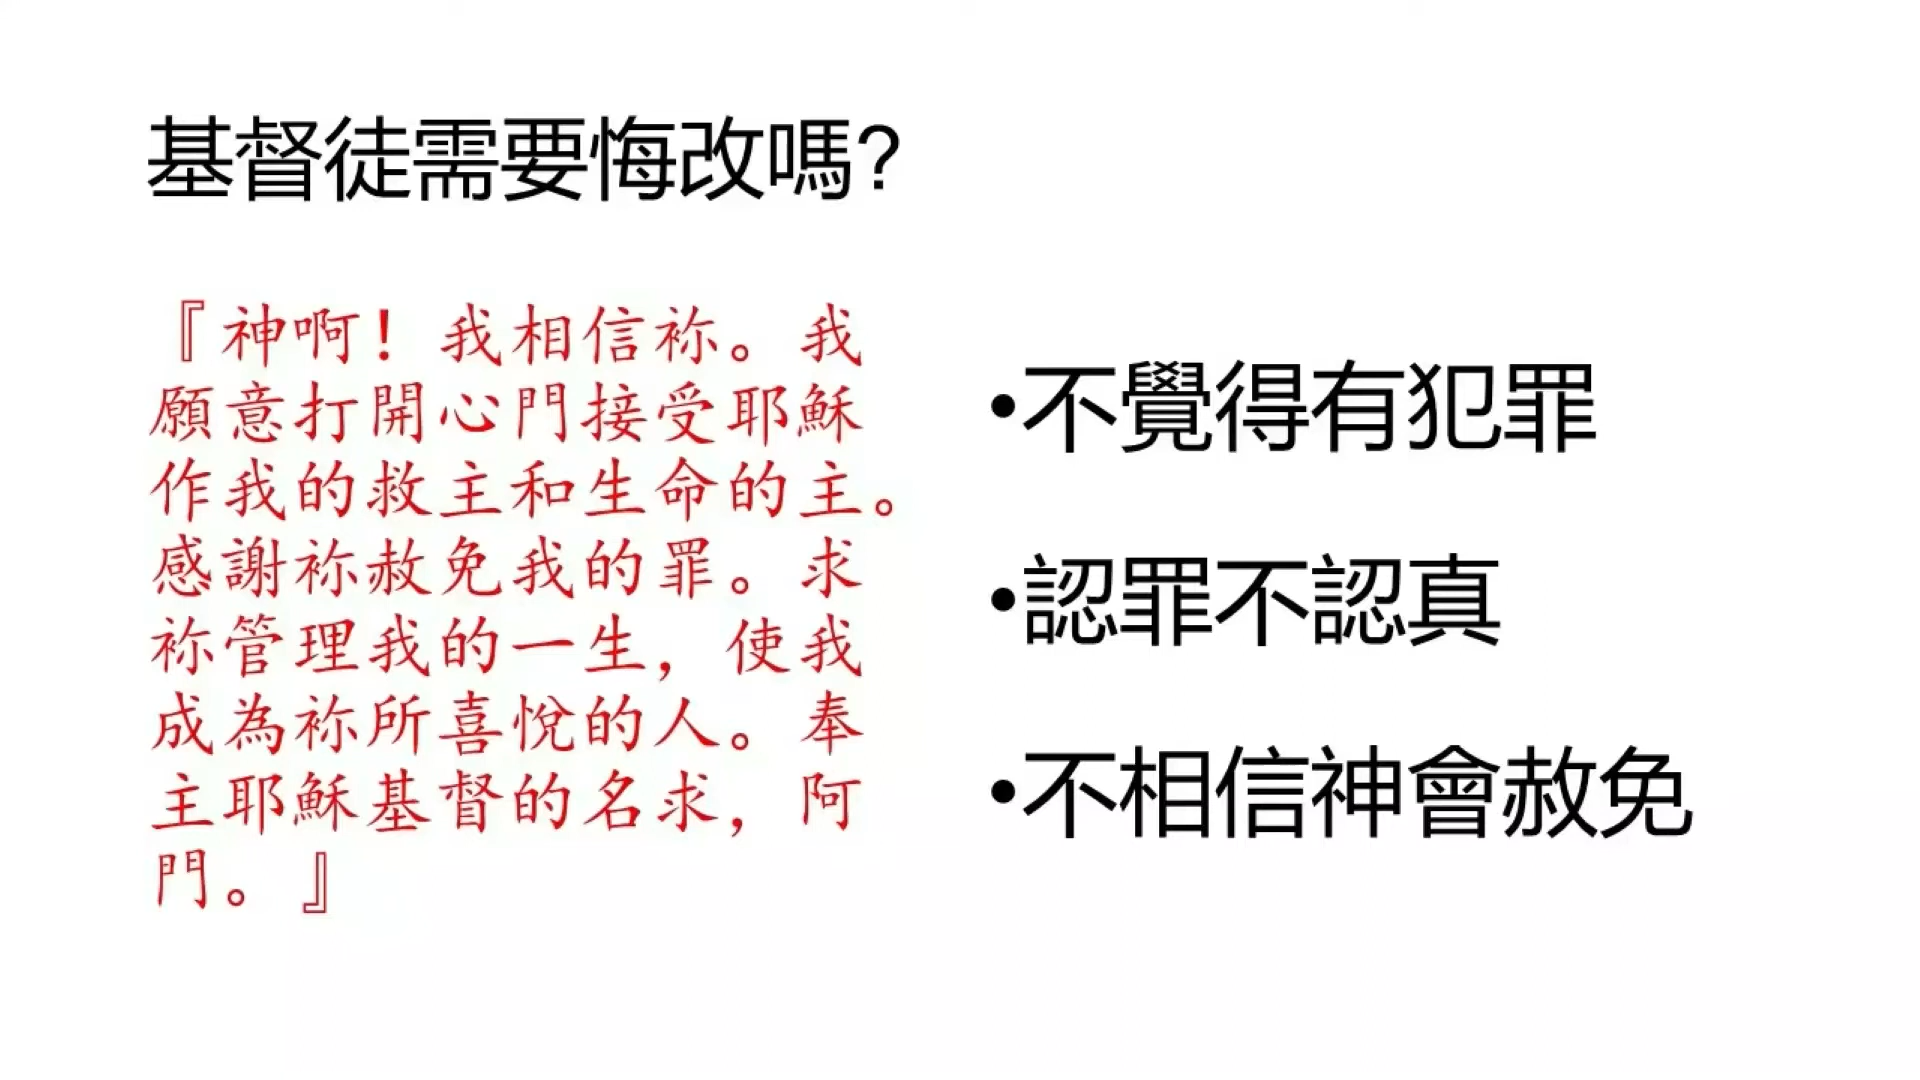 基督徒需要悔改嗎?
『神啊！我相信袮。我
願意打開心門接受耶穌
作我的救主和生命的主。
感謝袮赦免我的罪。求
袮管理我的一生，使我
成為袮所喜悅的人。奉
主耶穌基督的名求，阿
門。』
•不覺得有犯罪
•認罪不認真
•不相信神會赦免